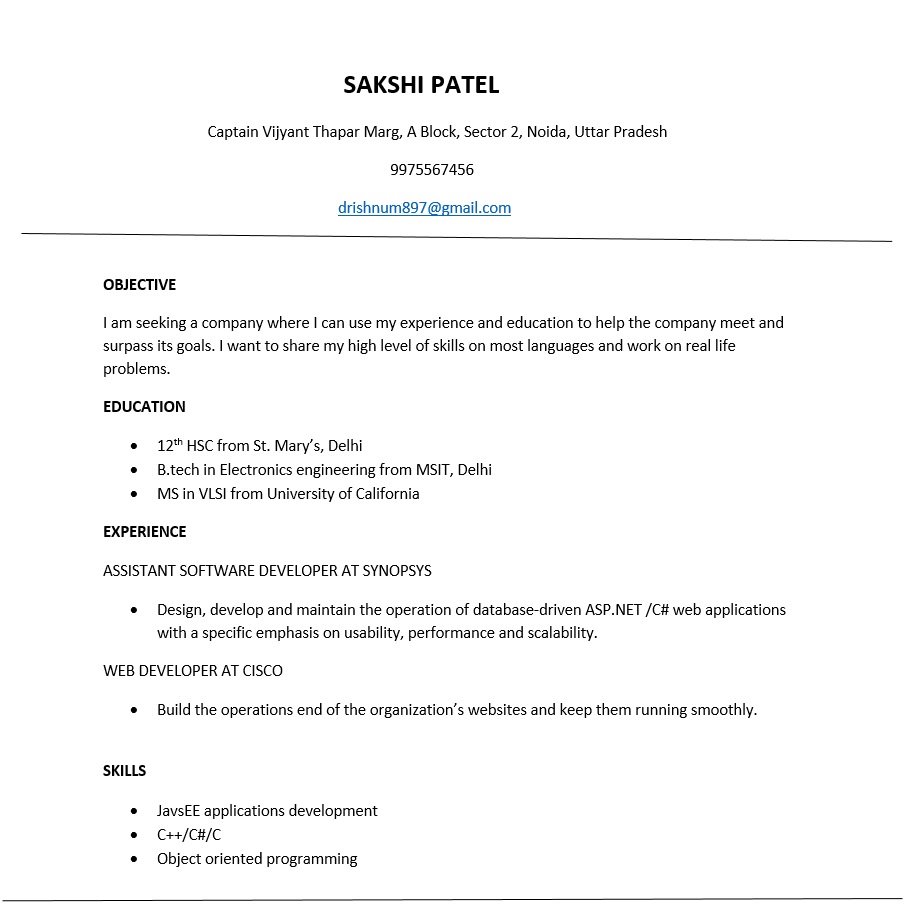 SAKSHI PATEL
Captain Vijyant Thapar Marg, A Block, Sector 2, Noida, Uttar Pradesh
9975567456
drishnum897@gmail.com
OBJECTIVE
I am seeking a company where I can use my experience and education to help the company meet and
surpass its goals. I want to share my high level of skills on most languages and work on real life
problems.
EDUCATION
• 12th HSC from St. Mary’s, Delhi
• B.tech in Electronics engineering from MSIT, Delhi
• MS in VLSI from University of California
EXPERIENCE
ASSISTANT SOFTWARE DEVELOPER AT SYNOPSYS
• Design, develop and maintain the operation of database-driven ASP.NET /C# web applications
with a specific emphasis on usability, performance and scalability.
WEB DEVELOPER AT CISCO
• Build the operations end of the organization’s websites and keep them running smoothly.
SKILLS
• JavsEE applications development
• C++/C#/C
• Object oriented programming